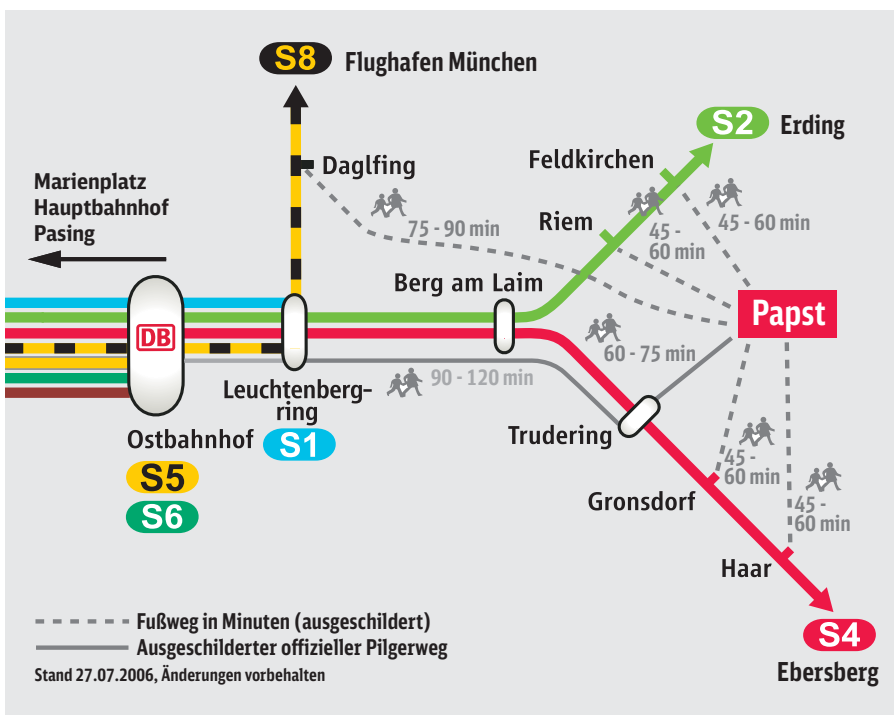 S8 Flughafen München
S2 Erding
Daglfing
Feldkirchen
Marienplatz
Hauptbahnhof
Pasing
75 - 90 min
Riem
45 -
60 min
45 - 60 min
Berg am Laim
Papst
DB
60 - 75 min
90 - 120 min
Leuchtenberg-
ring
S1
Ostbahnhof
S5
S6
Trudering
45 -
60 min
Gronsdorf
45 -
60 min
Haar
Fußweg in Minuten (ausgeschildert)
Ausgeschilderter offizieller Pilgerweg
Stand 27.07.2006, Änderungen vorbehalten
S4
Ebersberg